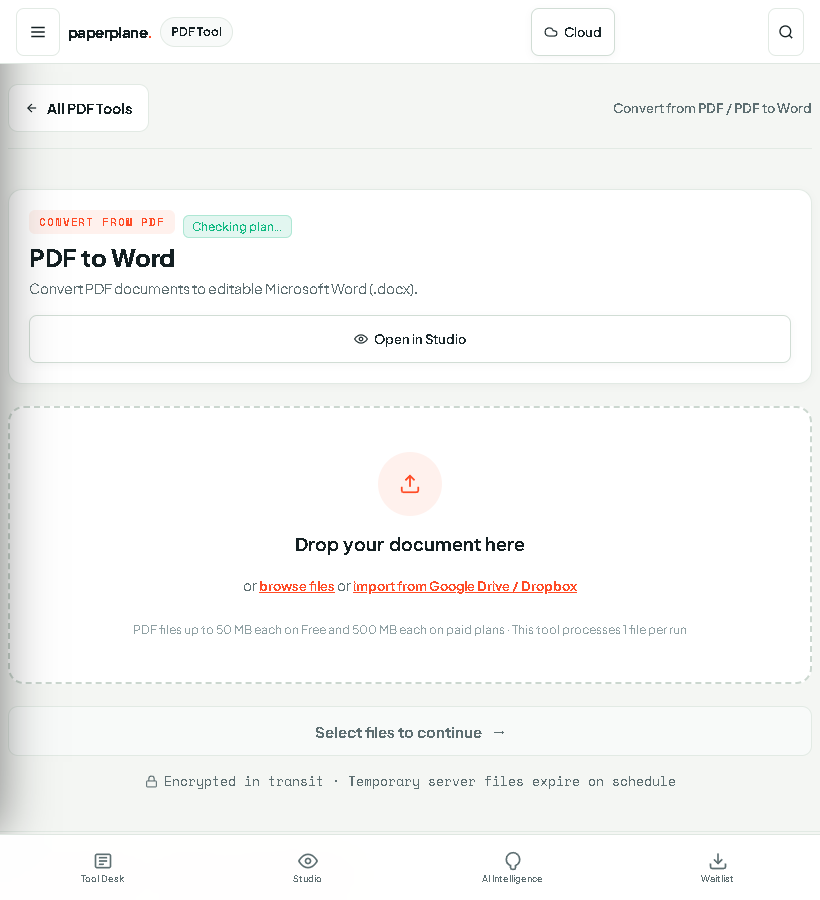 paperplane. PDF Tool Cloud
All PDF Tools Convert from PDF / PDF to Word
CONVERT FROM PDF Checking plan...
PDF to Word
Convert PDF documents to editable Microsoft Word (.docx).
Open in Studio
Drop your document here
or browse files or import from Google Drive / Dropbox
PDF files up to 50 MB each on Free and 500 MB each on paid plans · This tool processes 1 file per run
Select files to continue →
Encrypted in transit · Temporary server files expire on schedule
Tool Desk Studio AI Intelligence Waitlist